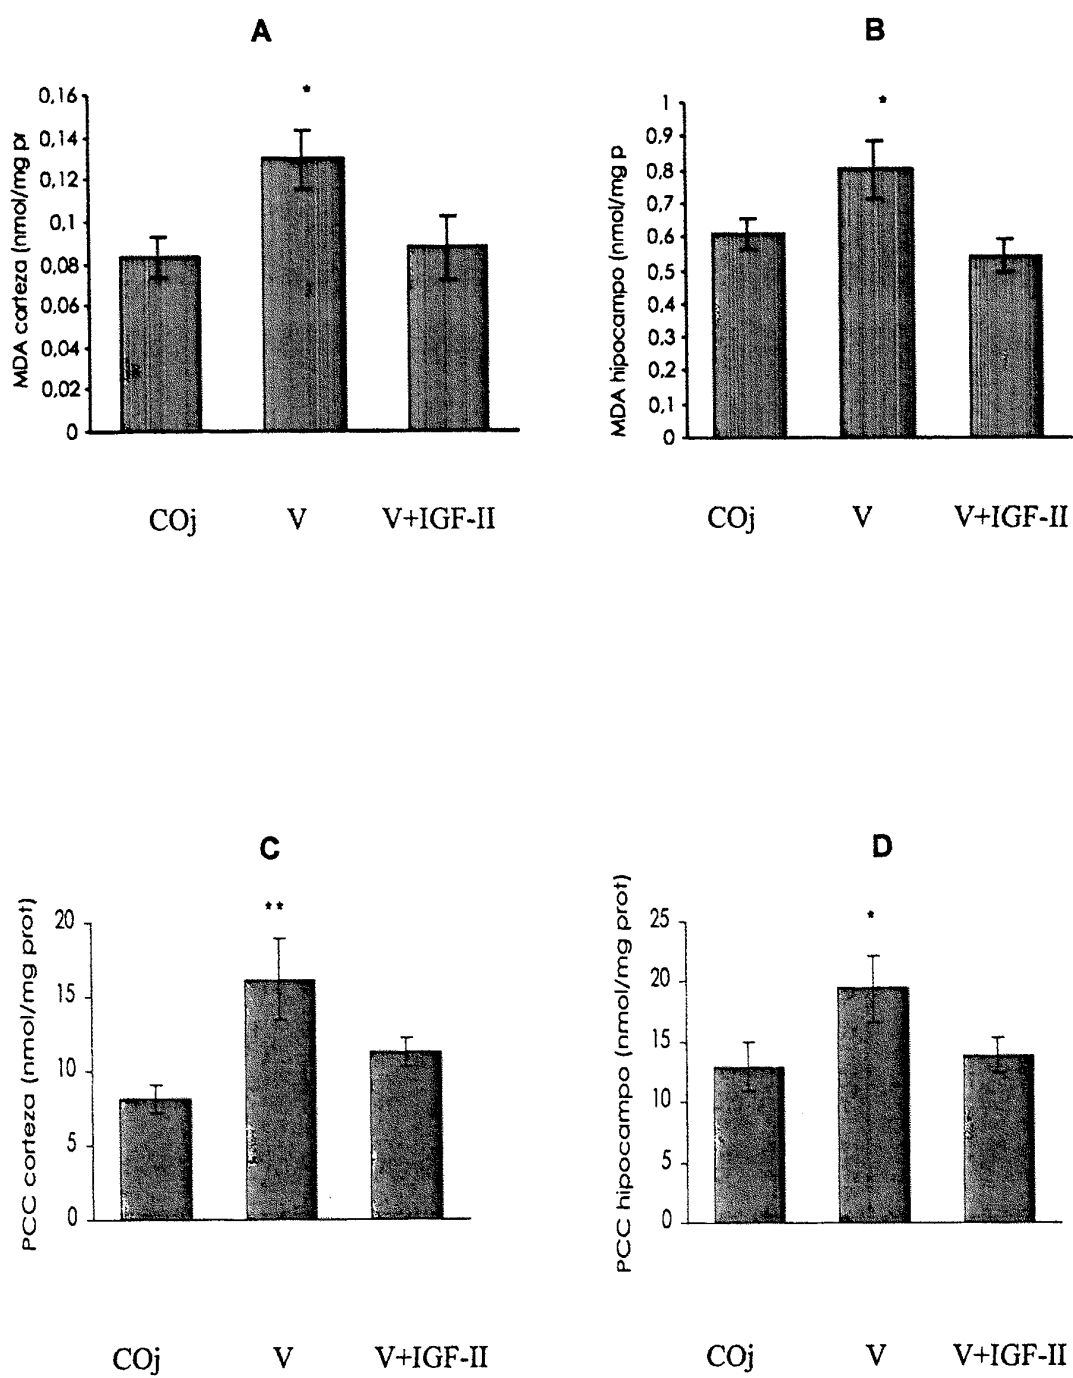 A
MDA corteza (nmol/mg pr
0,16
0,14
0,12
0,1
0,08
0,06
0,04
0,02
0
*
COj V V+IGF-II
B
MDA hipocampo (nmol/mg p
1
0,9
0,8
0,7
0,6
0,5
0,4
0,3
0,2
0,1
0
*
COj V V+IGF-II
C
PCC corteza (nmol/mg prot)
20
15
10
5
0
**
COj V V+IGF-II
D
PCC hipocampo (nmol/mg prot)
25
20
15
10
5
0
*
COj V V+IGF-II